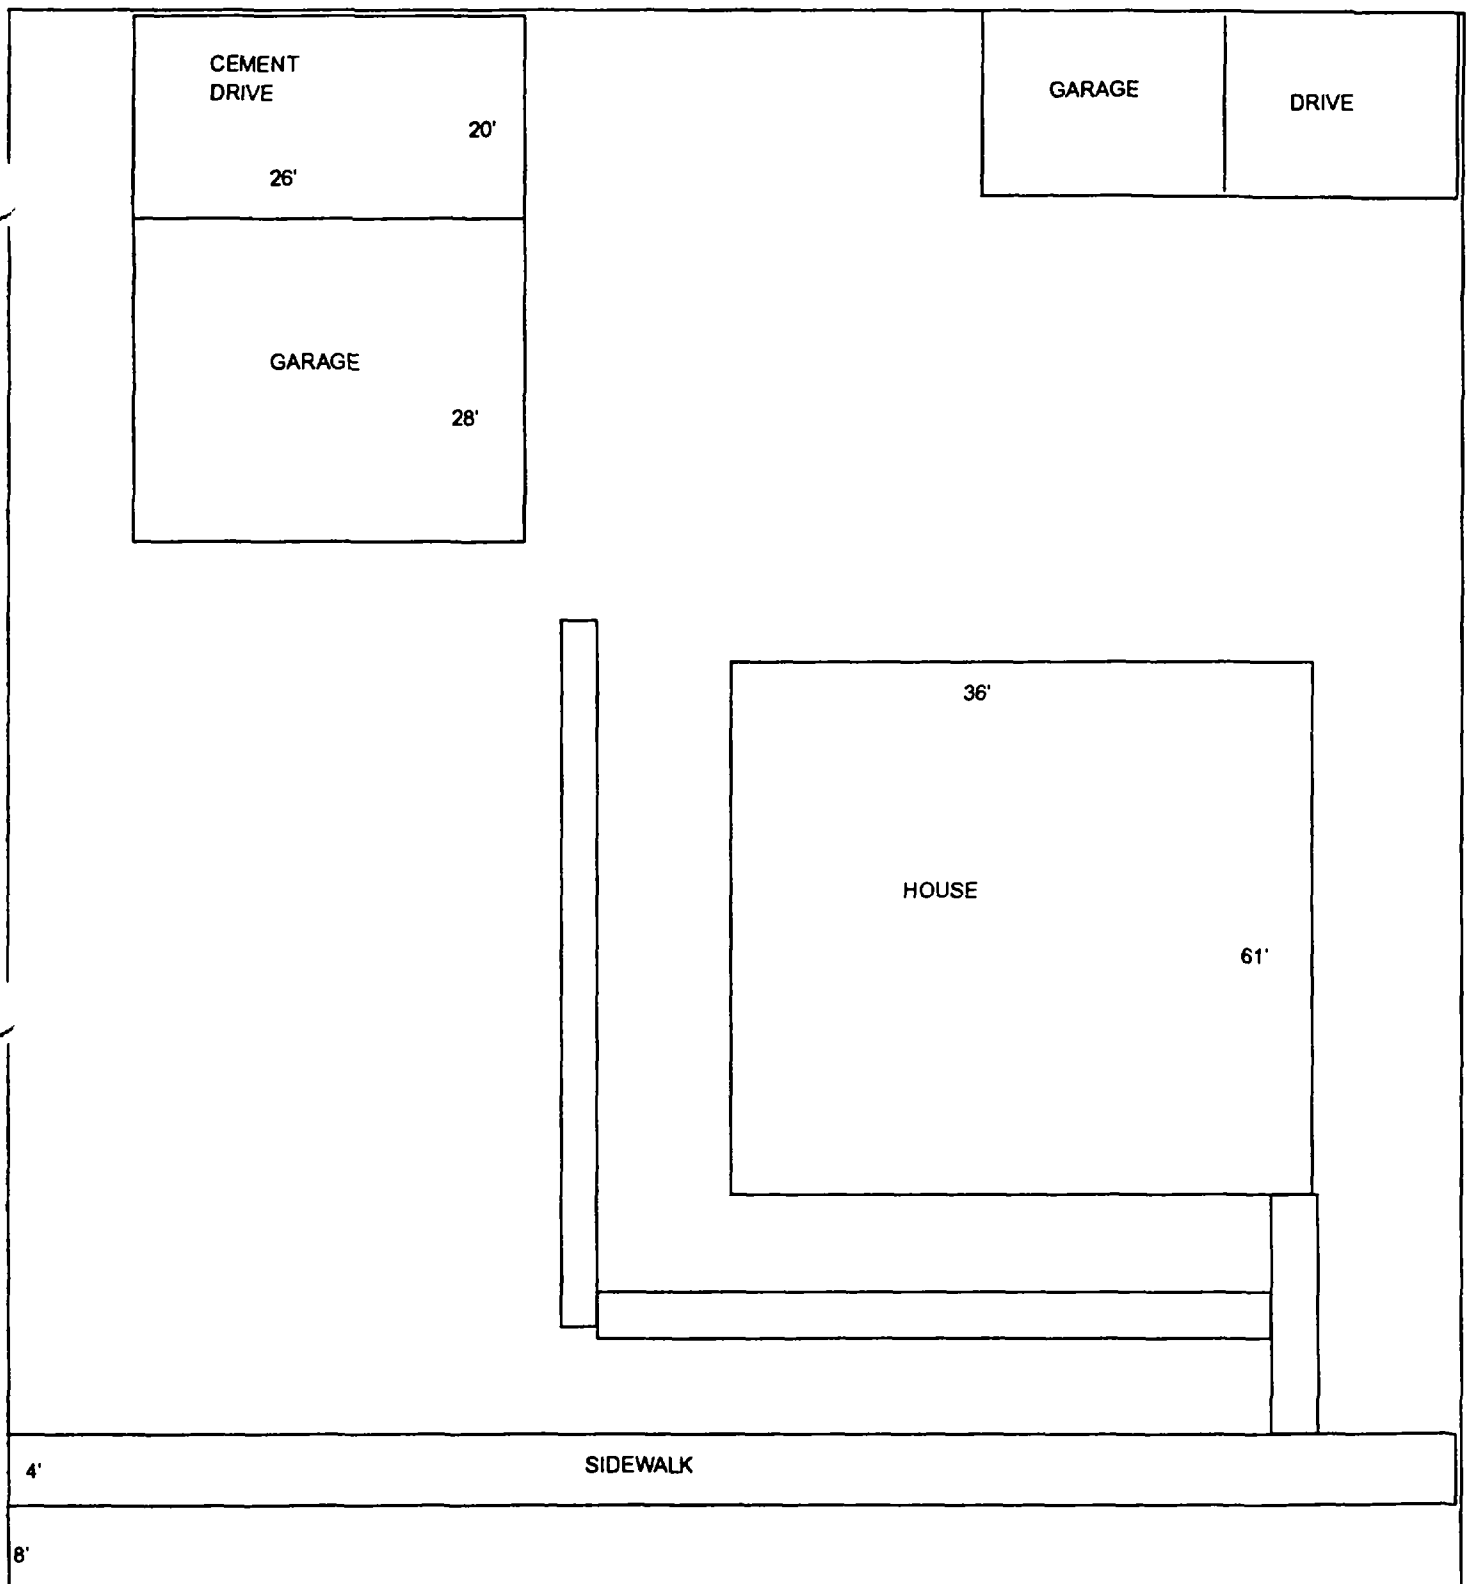 CEMENT
DRIVE
20'
26'
GARAGE
DRIVE
GARAGE
28'
36'
HOUSE
61'
4'
SIDEWALK
8'